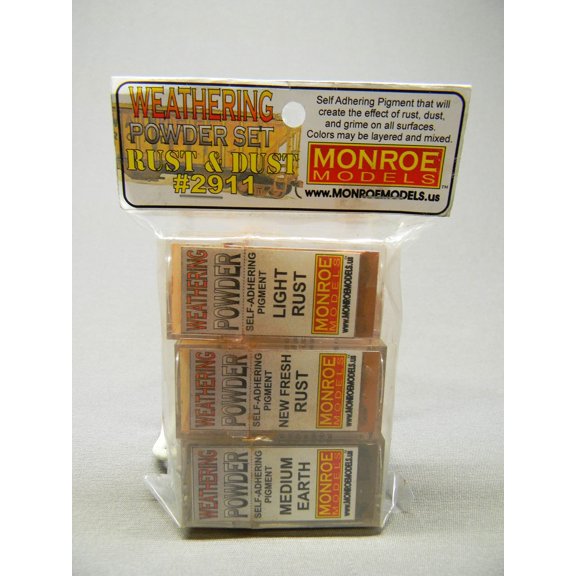 WEATHERING
POWDER SET
RUST & DUST
#2911
Self Adhering Pigment that will
create the effect of rust, dust,
and grime on all surfaces.
Colors may be layered and mixed.
MONROE
MODELS
TM
www.MONROEMODELS.us
WEATHERING
POWDER
SELF-ADHERING
PIGMENT
LIGHT
RUST
MONROE
MODELS
www.MONROEMODELS.us
WEATHERING
POWDER
SELF-ADHERING
PIGMENT
NEW FRESH
RUST
MONROE
MODELS
www.MONROEMODELS.us
WEATHERING
POWDER
SELF-ADHERING
PIGMENT
MEDIUM
EARTH
MONROE
MODELS
www.MONROEMODELS.us